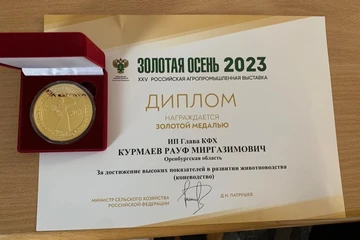 ЗОЛОТАЯ ОСЕНЬ 2023
XXV РОССИЙСКАЯ АГРОПРОМЫШЛЕННАЯ ВЫСТАВКА
ДИПЛОМ
НАГРАЖДАЕТСЯ
ЗОЛОТОЙ МЕДАЛЬЮ
ИП Глава КФХ
КУРМАЕВ РАУФ МИРГАЗИМОВИЧ
Оренбургская область
За достижение высоких показателей в развитии животноводства
(коневодство)
МИНИСТР СЕЛЬСКОГО ХОЗЯЙСТВА
РОССИЙСКОЙ ФЕДЕРАЦИИ
Д.Н. ПАТРУШЕВ